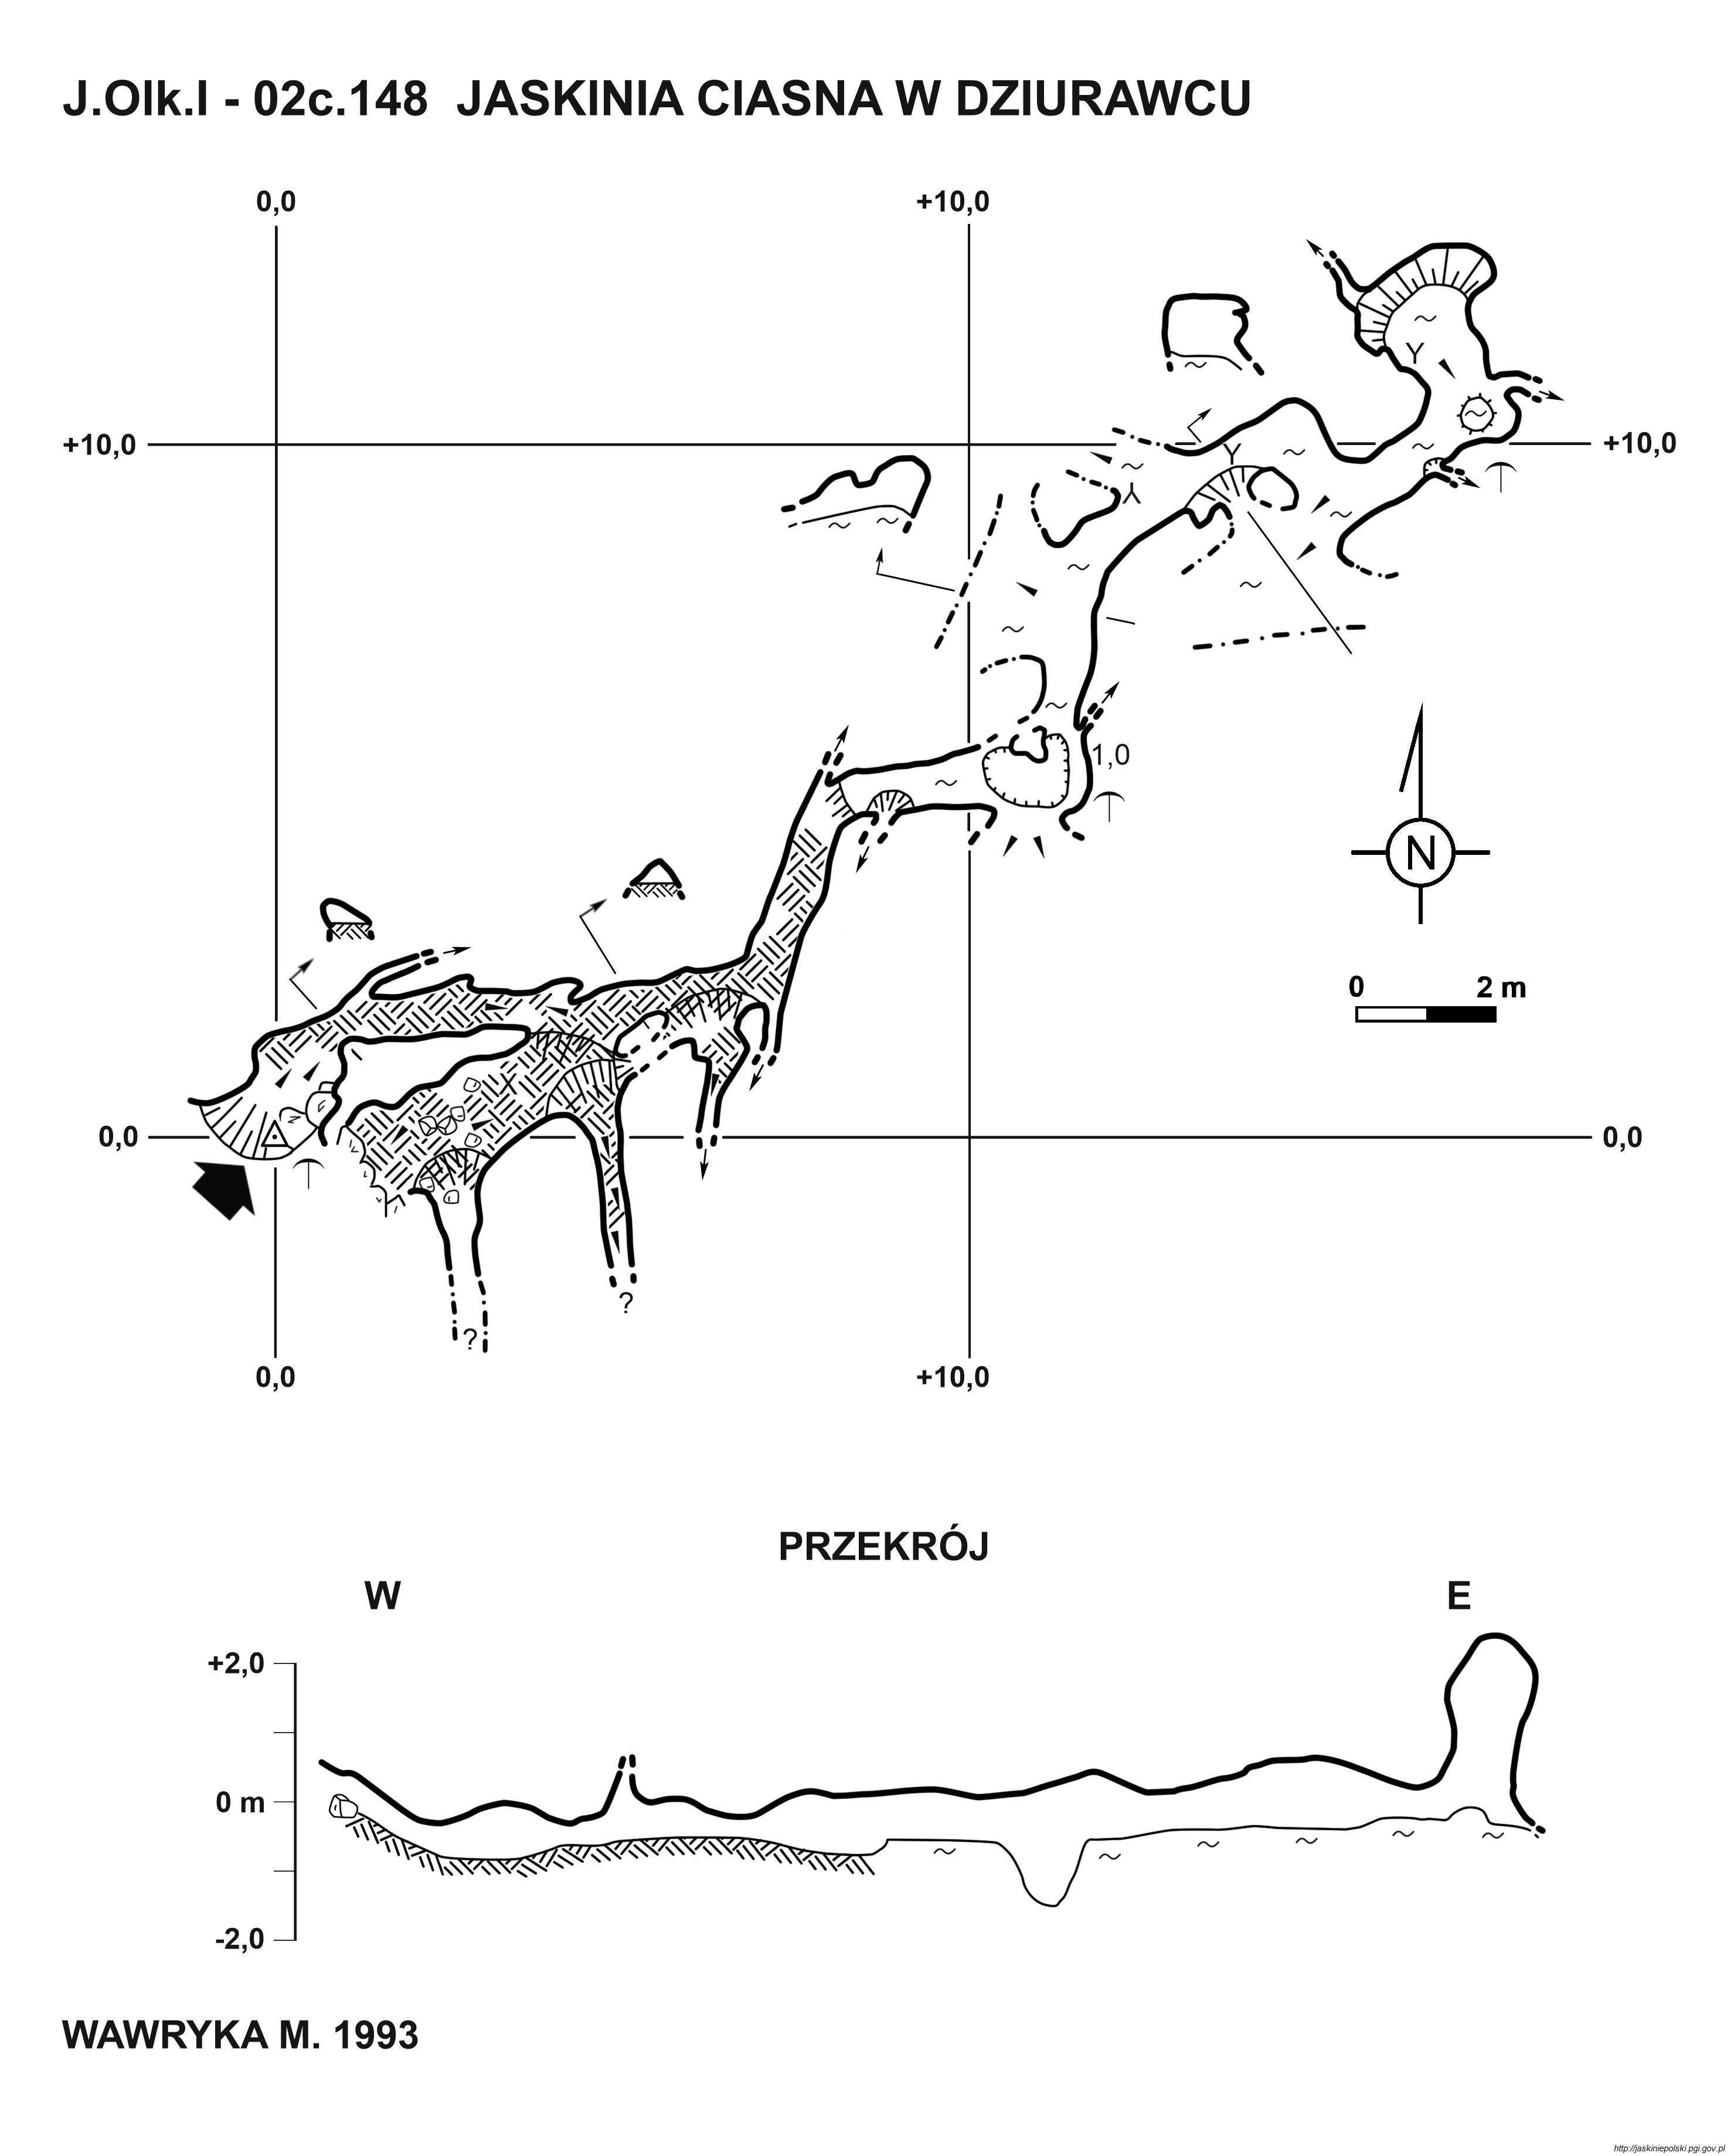 J.Olk.I - 02c.148 JASKINIA CIASNA W DZIURAWCU
0,0 +10,0
+10,0 +10,0
Y
Y
Y
1,0
N
0 2 m
0,0 0,0
?
?
0,0 +10,0
PRZEKRÓJ
W E
+2,0
0 m
-2,0
WAWRYKA M. 1993
http://jaskiniepolski.pgi.gov.pl